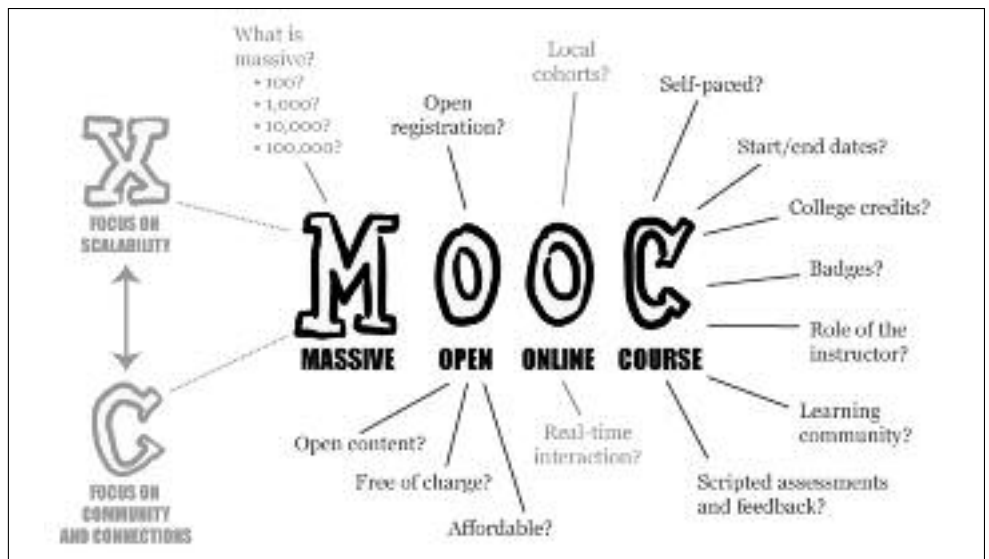 What is
massive?
• 100?
• 1,000?
• 10,000?
• 100,000?
Open
registration?
Local
cohorts?
Self-paced?
Start/end dates?
College credits?
Badges?
Role of the
instructor?
Learning
community?
Scripted assessments
and feedback?
X
FOCUS ON
SCALABILITY
MOOC
MASSIVE OPEN ONLINE COURSE
C
FOCUS ON
COMMUNITY
AND CONNECTIONS
Open content?
Free of charge?
Affordable?
Real-time
interaction?